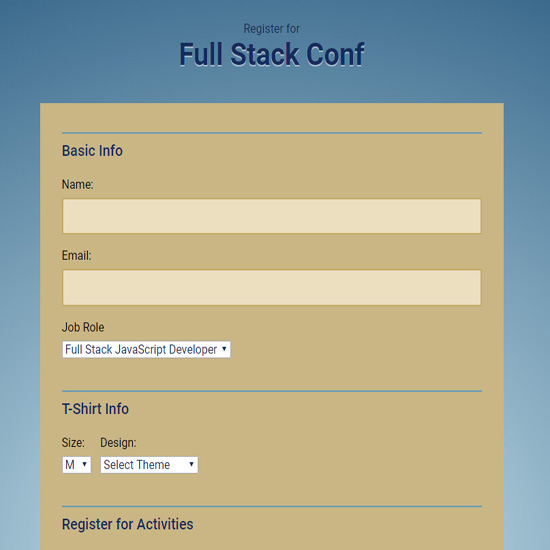 Register for
Full Stack Conf
Basic Info
Name:
Email:
Job Role
Full Stack JavaScript Developer
T-Shirt Info
Size: Design:
M Select Theme
Register for Activities